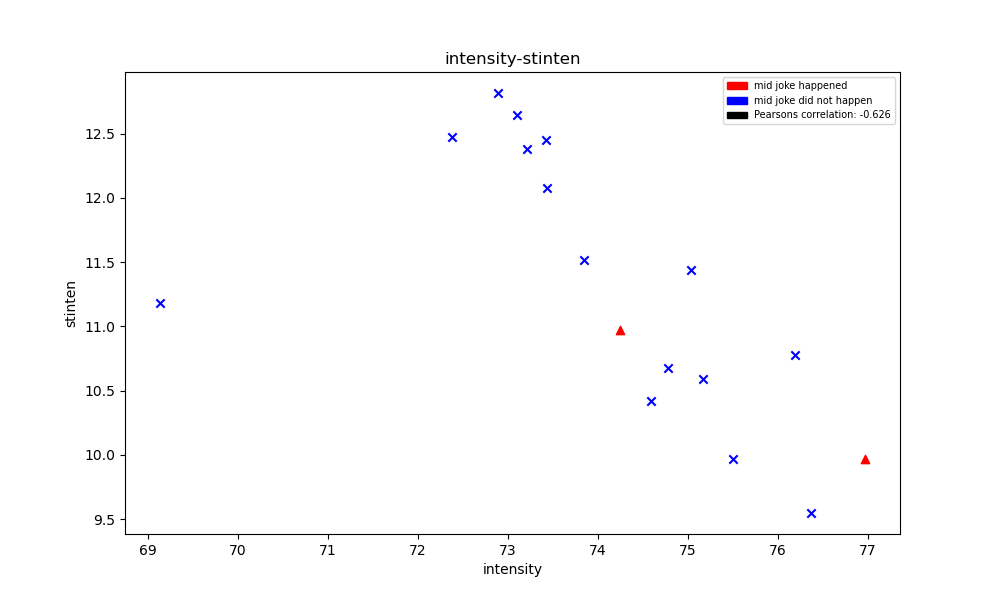 intensity-stinten
mid joke happened
mid joke did not happen
Pearsons correlation: -0.626
12.5
12.0
11.5
11.0
10.5
10.0
9.5
stinten
69 70 71 72 73 74 75 76 77
intensity